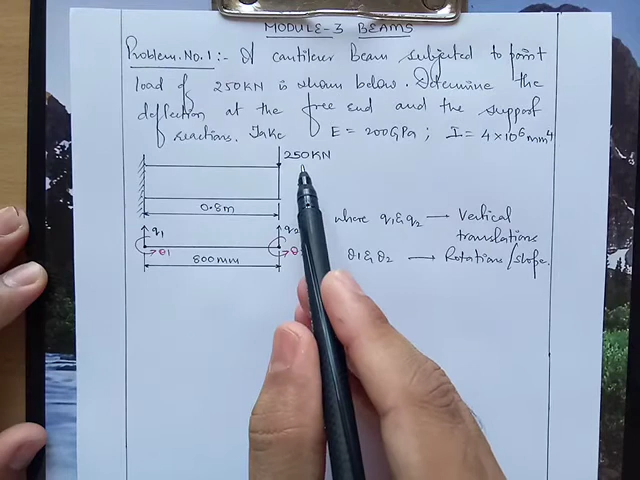 MODULE-3 BEAMS
Problem.No.1:- A cantilever Beam subjected to point
load of 250KN is shown below. Determine the
deflection at the free end and the support
reactions. Take E = 200GPa ; I = 4×10⁶mm⁴
250KN
0.8m
q1 q2
θ1 θ
800mm
where q1 & q2 → Vertical
translations
θ1 & θ2 → Rotations/slope.